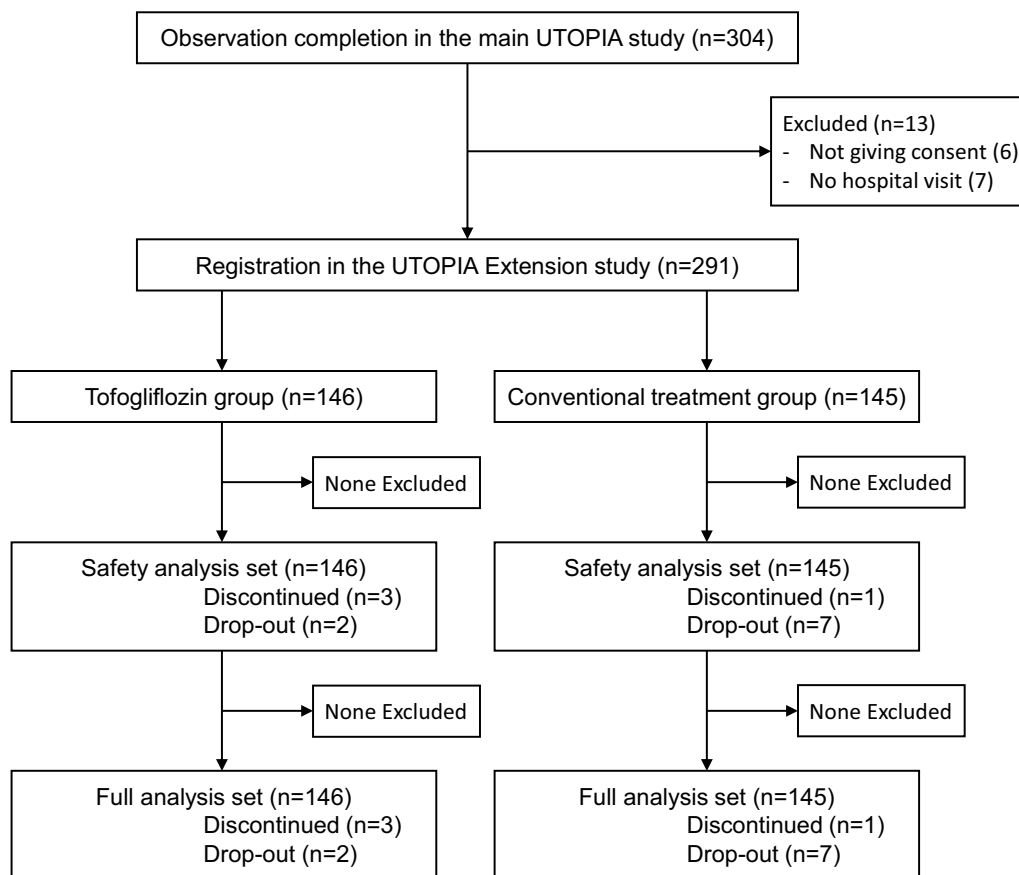 Observation completion in the main UTOPIA study (n=304)
Excluded (n=13)
- Not giving consent (6)
- No hospital visit (7)
Registration in the UTOPIA Extension study (n=291)
Tofogliflozin group (n=146)
Conventional treatment group (n=145)
None Excluded
None Excluded
Safety analysis set (n=146)
Discontinued (n=3)
Drop-out (n=2)
Safety analysis set (n=145)
Discontinued (n=1)
Drop-out (n=7)
None Excluded
None Excluded
Full analysis set (n=146)
Discontinued (n=3)
Drop-out (n=2)
Full analysis set (n=145)
Discontinued (n=1)
Drop-out (n=7)